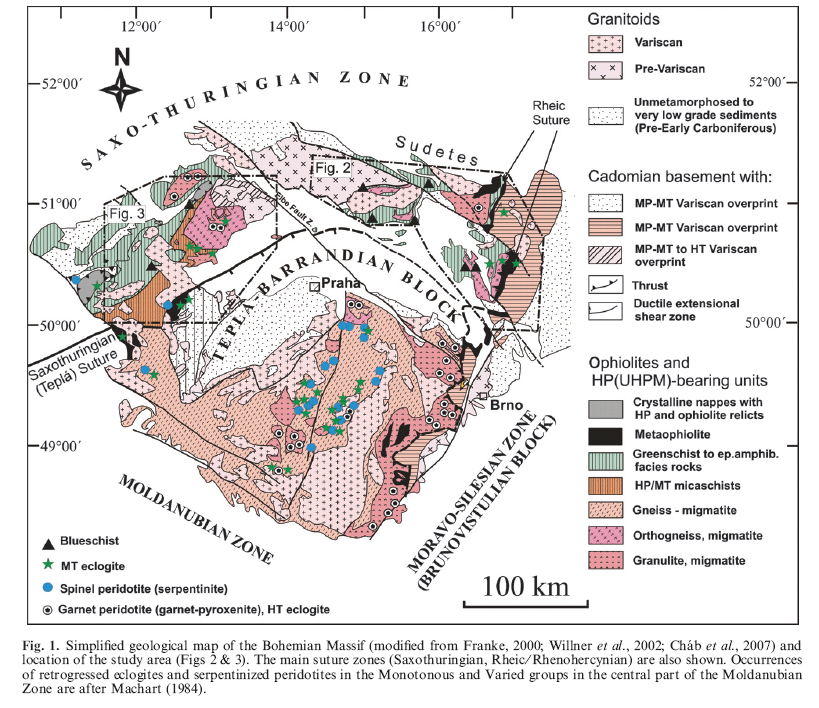 12°00´ 14°00´ 16°00´
Granitoids
Variscan
Pre-Variscan
Unmetamorphosed to
very low grade sediments
(Pre-Early Carboniferous)
Cadomian basement with:
MP-MT Variscan overprint
MP-MT Variscan overprint
MP-MT to HT Variscan
overprint
Thrust
Ductile extensional
shear zone
Ophiolites and
HP(UHPM)-bearing units
Crystalline nappes with
HP and ophiolite relicts
Metaophiolite
Greenschist to ep.amphib.
facies rocks
HP/MT micaschists
Gneiss - migmatite
Orthogneiss, migmatite
Granulite, migmatite
N
52°00´ 52°00´
SAXO-THURINGIAN ZONE
Rheic
Suture
Sudetes
Fig. 2
51°00´ 51°00´
Fig. 3
Elbe Fault Z.
TEPLÁ-BARRANDIAN BLOCK
Praha
50°00´ 50°00´
Saxothuringian
(Teplá) Suture
Brno
49°00´ 49°00´
MOLDANUBIAN ZONE
MORAVO-SILESIAN ZONE
(BRUNOVISTULIAN BLOCK)
Blueschist
MT eclogite
Spinel peridotite (serpentinite)
Garnet peridotite (garnet-pyroxenite), HT eclogite
100 km
Fig. 1. Simplified geological map of the Bohemian Massif (modified from Franke, 2000; Willner et al., 2002; Cháb et al., 2007) and
location of the study area (Figs 2 & 3). The main suture zones (Saxothuringian, Rheic ⁄ Rhenohercynian) are also shown. Occurrences
of retrogressed eclogites and serpentinized peridotites in the Monotonous and Varied groups in the central part of the Moldanubian
Zone are after Machart (1984).